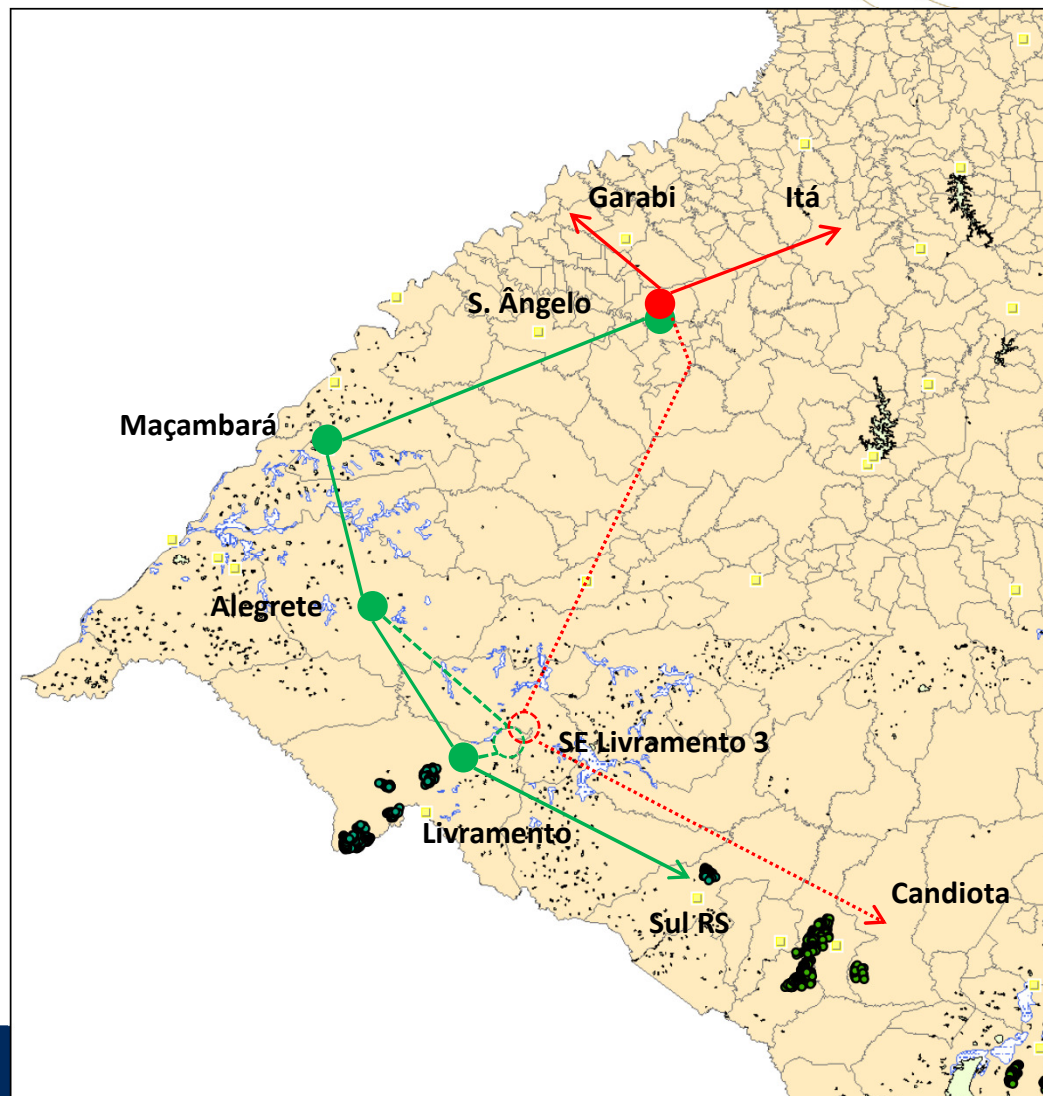 Garabi
Itá
S. Ângelo
Maçambará
Alegrete
SE Livramento 3
Livramento
Candiota
Sul RS